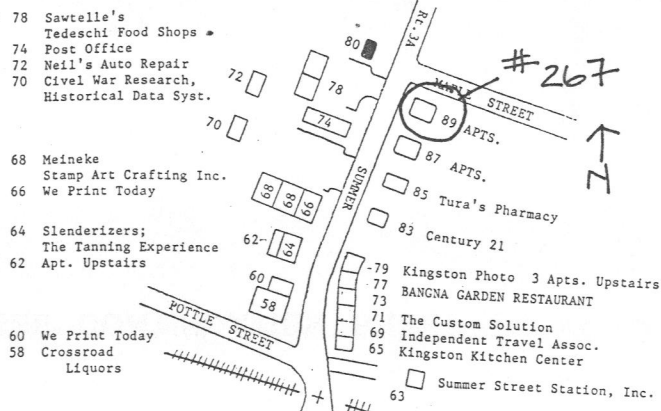 78 Sawtelle's
Tedeschi Food Shops
74 Post Office
72 Neil's Auto Repair
70 Civel War Research,
Historical Data Syst.
68 Meineke
Stamp Art Crafting Inc.
66 We Print Today
64 Slenderizers;
The Tanning Experience
62 Apt. Upstairs
60 We Print Today
58 Crossroad
Liquors
Rt. 3A
80
#267
72
78
MAPLE STREET
74
89 APTS.
70
N
87 APTS.
SUMMER
68 68 66
85 Tura's Pharmacy
83 Century 21
62 64
60
58
POTTLE STREET
79 Kingston Photo 3 Apts. Upstairs
77 BANGNA GARDEN RESTAURANT
73
71 The Custom Solution
69 Independent Travel Assoc.
65 Kingston Kitchen Center
63 Summer Street Station, Inc.